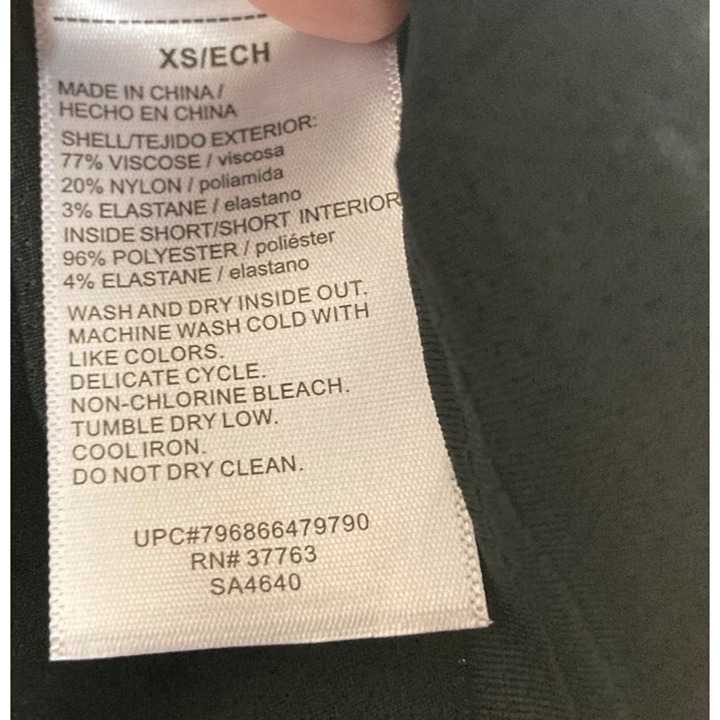 XS/ECH
MADE IN CHINA /
HECHO EN CHINA
SHELL/TEJIDO EXTERIOR:
77% VISCOSE / viscosa
20% NYLON / poliamida
3% ELASTANE / elastano
INSIDE SHORT/SHORT INTERIOR
96% POLYESTER / poliéster
4% ELASTANE / elastano
WASH AND DRY INSIDE OUT.
MACHINE WASH COLD WITH
LIKE COLORS.
DELICATE CYCLE.
NON-CHLORINE BLEACH.
TUMBLE DRY LOW.
COOL IRON.
DO NOT DRY CLEAN.
UPC#796866479790
RN# 37763
SA4640